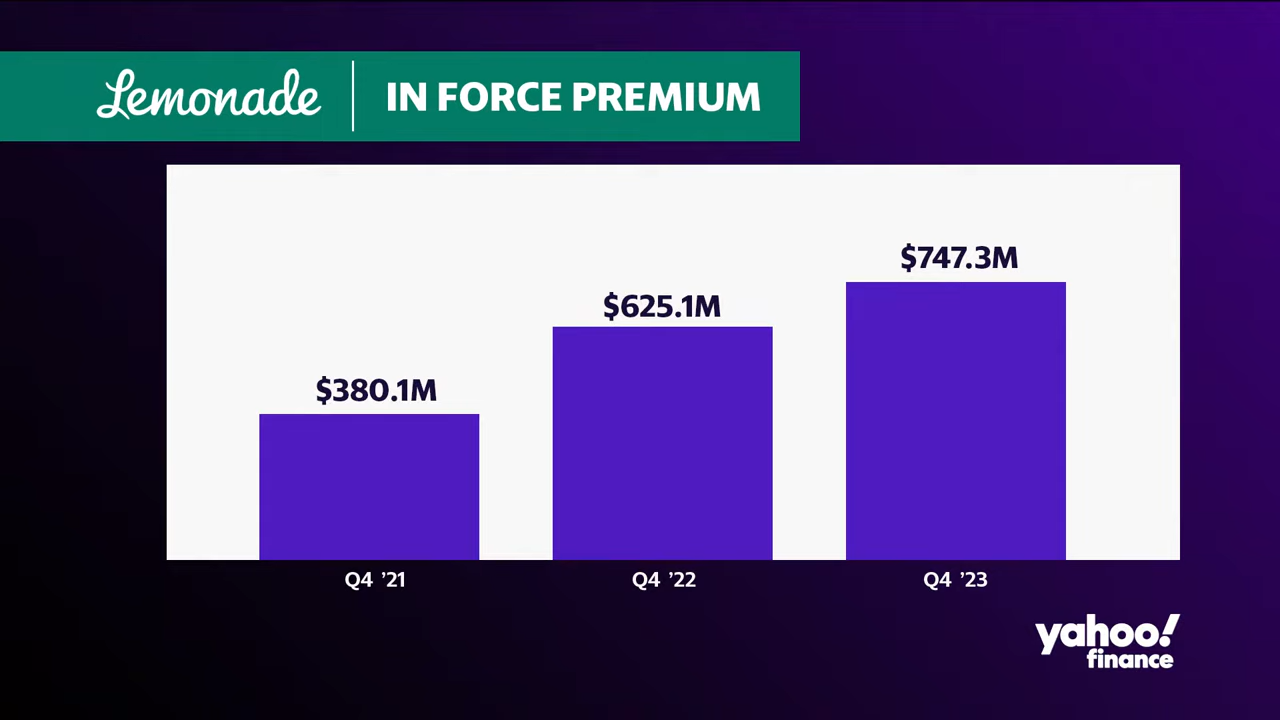 Lemonade
IN FORCE PREMIUM
$380.1M
$625.1M
$747.3M
Q4 ’21
Q4 ’22
Q4 ’23
yahoo!
finance